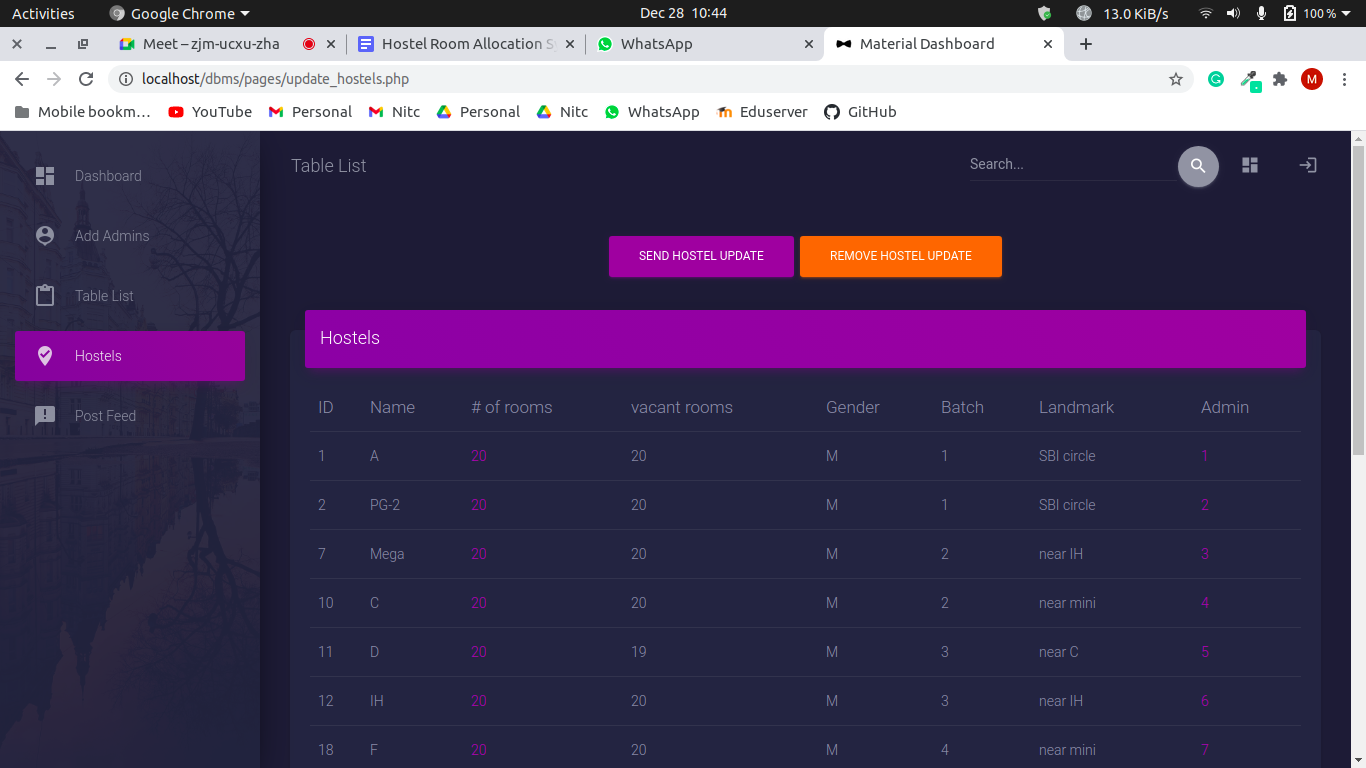 Activities Google Chrome Dec 28 10:44 13.0 KiB/s 100 %
Meet – zjm-ucxu-zha Hostel Room Allocation S WhatsApp Material Dashboard
localhost/dbms/pages/update_hostels.php M
Mobile bookm… YouTube Personal Nitc Personal Nitc WhatsApp Eduserver GitHub
Table List Search...
Dashboard
Add Admins
Table List
Hostels
Post Feed
SEND HOSTEL UPDATE REMOVE HOSTEL UPDATE
Hostels
ID Name # of rooms vacant rooms Gender Batch Landmark Admin
1 A 20 20 M 1 SBI circle 1
2 PG-2 20 20 M 1 SBI circle 2
7 Mega 20 20 M 2 near IH 3
10 C 20 20 M 2 near mini 4
11 D 20 19 M 3 near C 5
12 IH 20 20 M 3 near IH 6
18 F 20 20 M 4 near mini 7